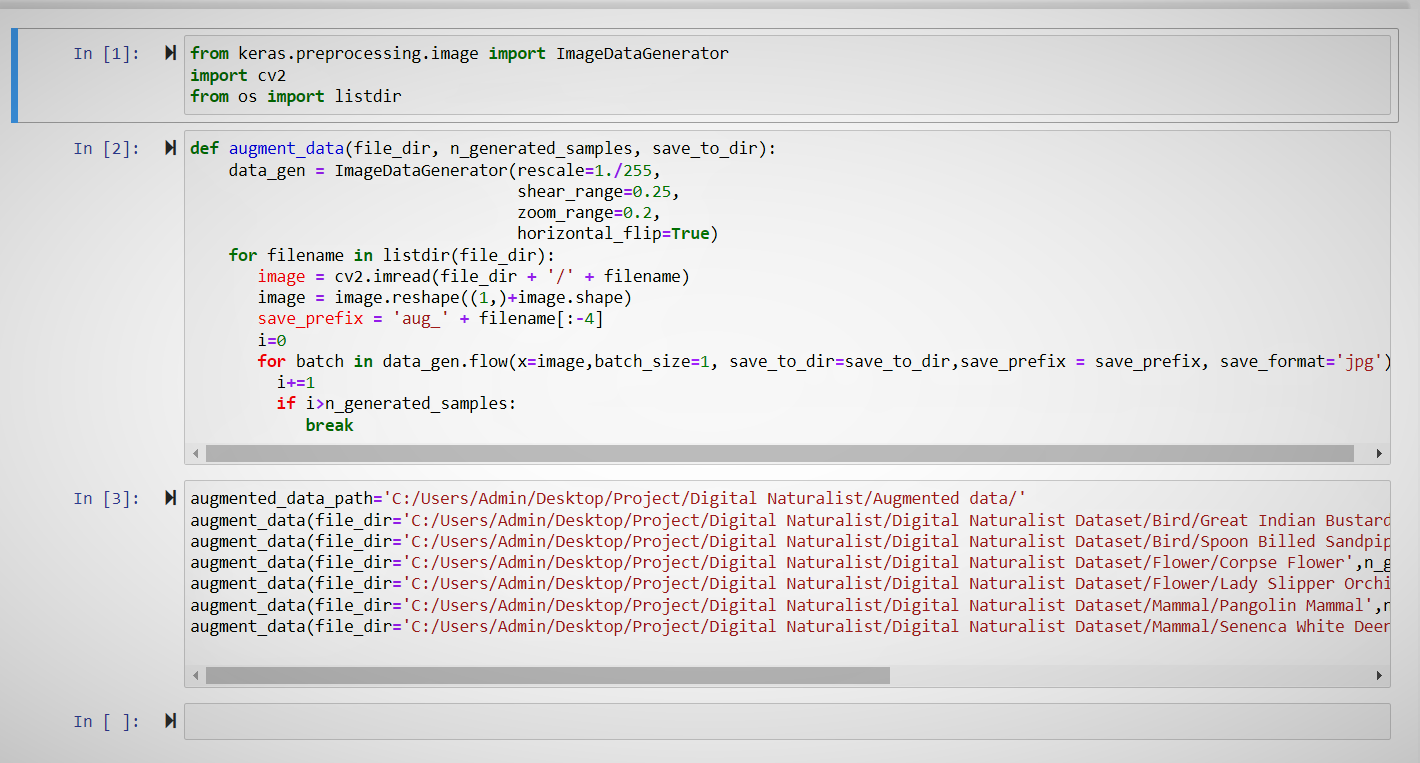 In [1]:
from keras.preprocessing.image import ImageDataGenerator
import cv2
from os import listdir
In [2]:
def augment_data(file_dir, n_generated_samples, save_to_dir):
data_gen = ImageDataGenerator(rescale=1./255,
shear_range=0.25,
zoom_range=0.2,
horizontal_flip=True)
for filename in listdir(file_dir):
image = cv2.imread(file_dir + '/' + filename)
image = image.reshape((1,)+image.shape)
save_prefix = 'aug_' + filename[:-4]
i=0
for batch in data_gen.flow(x=image,batch_size=1, save_to_dir=save_to_dir,save_prefix = save_prefix, save_format='jpg')
i+=1
if i>n_generated_samples:
break
In [3]:
augmented_data_path='C:/Users/Admin/Desktop/Project/Digital Naturalist/Augmented data/'
augment_data(file_dir='C:/Users/Admin/Desktop/Project/Digital Naturalist/Digital Naturalist Dataset/Bird/Great Indian Bustard
augment_data(file_dir='C:/Users/Admin/Desktop/Project/Digital Naturalist/Digital Naturalist Dataset/Bird/Spoon Billed Sandpip
augment_data(file_dir='C:/Users/Admin/Desktop/Project/Digital Naturalist/Digital Naturalist Dataset/Flower/Corpse Flower',n_g
augment_data(file_dir='C:/Users/Admin/Desktop/Project/Digital Naturalist/Digital Naturalist Dataset/Flower/Lady Slipper Orchi
augment_data(file_dir='C:/Users/Admin/Desktop/Project/Digital Naturalist/Digital Naturalist Dataset/Mammal/Pangolin Mammal',n
augment_data(file_dir='C:/Users/Admin/Desktop/Project/Digital Naturalist/Digital Naturalist Dataset/Mammal/Senenca White Deer
In [ ]: